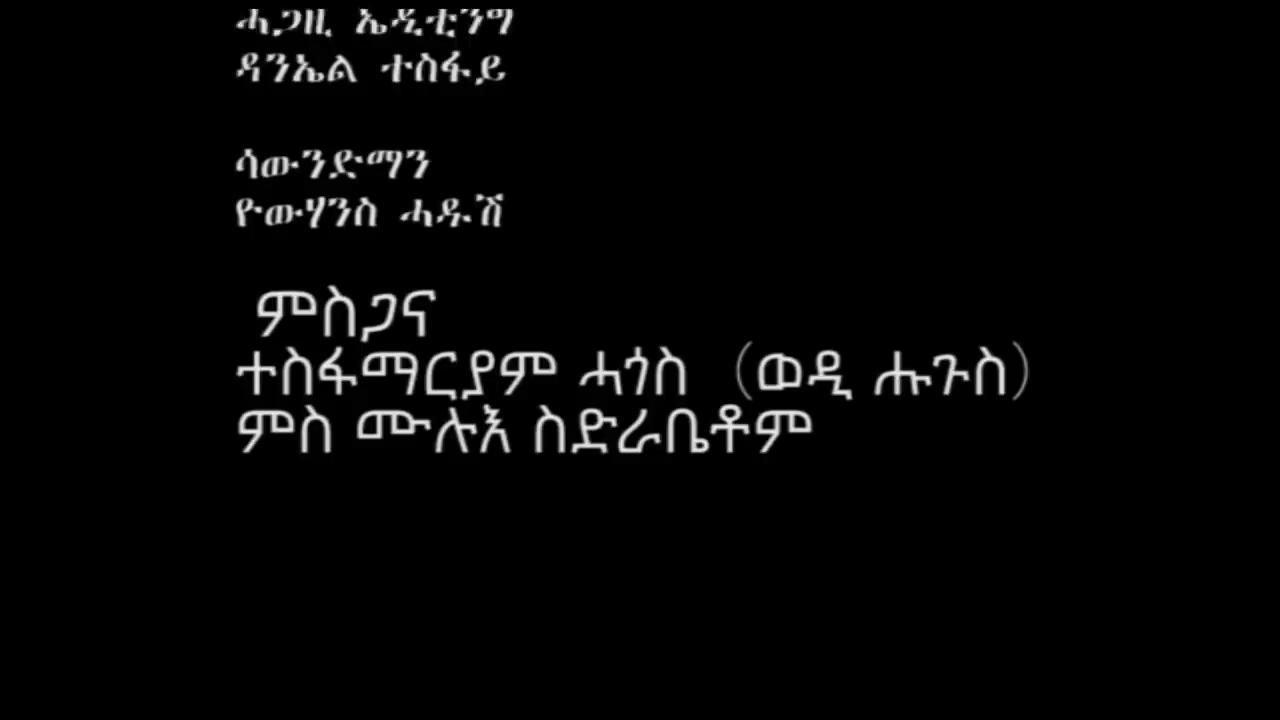 ሓጋዚ ኤዲቲንግ
ዳንኤል ተስፋይ
ሳውንድማን
ዮውሃንስ ሓዱሽ
ምስጋና
ተስፋማርያም ሓጎስ (ወዲ ሑጉስ)
ምስ ሙሉእ ስድራቤቶም